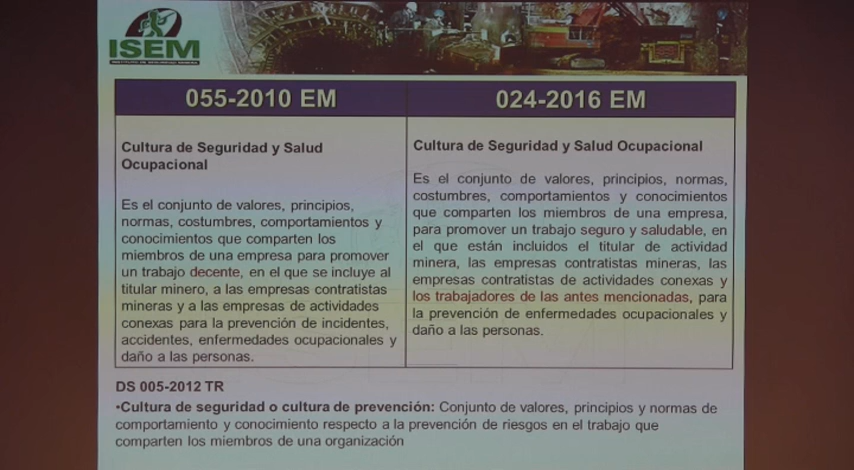 ISEM
055-2010 EM
024-2016 EM
Cultura de Seguridad y Salud
Ocupacional
Es el conjunto de valores, principios,
normas, costumbres, comportamientos y
conocimientos que comparten los
miembros de una empresa para promover
un trabajo decente, en el que se incluye al
titular minero, a las empresas contratistas
mineras y a las empresas de actividades
conexas para la prevención de incidentes,
accidentes, enfermedades ocupacionales y
daño a las personas.
Cultura de Seguridad y Salud Ocupacional
Es el conjunto de valores, principios, normas,
costumbres, comportamientos y conocimientos
que comparten los miembros de una empresa,
para promover un trabajo seguro y saludable, en
el que están incluidos el titular de actividad
minera, las empresas contratistas mineras, las
empresas contratistas de actividades conexas y
los trabajadores de las antes mencionadas, para
la prevención de enfermedades ocupacionales y
daño a las personas.
DS 005-2012 TR
•Cultura de seguridad o cultura de prevención: Conjunto de valores, principios y normas de
comportamiento y conocimiento respecto a la prevención de riesgos en el trabajo que
comparten los miembros de una organización